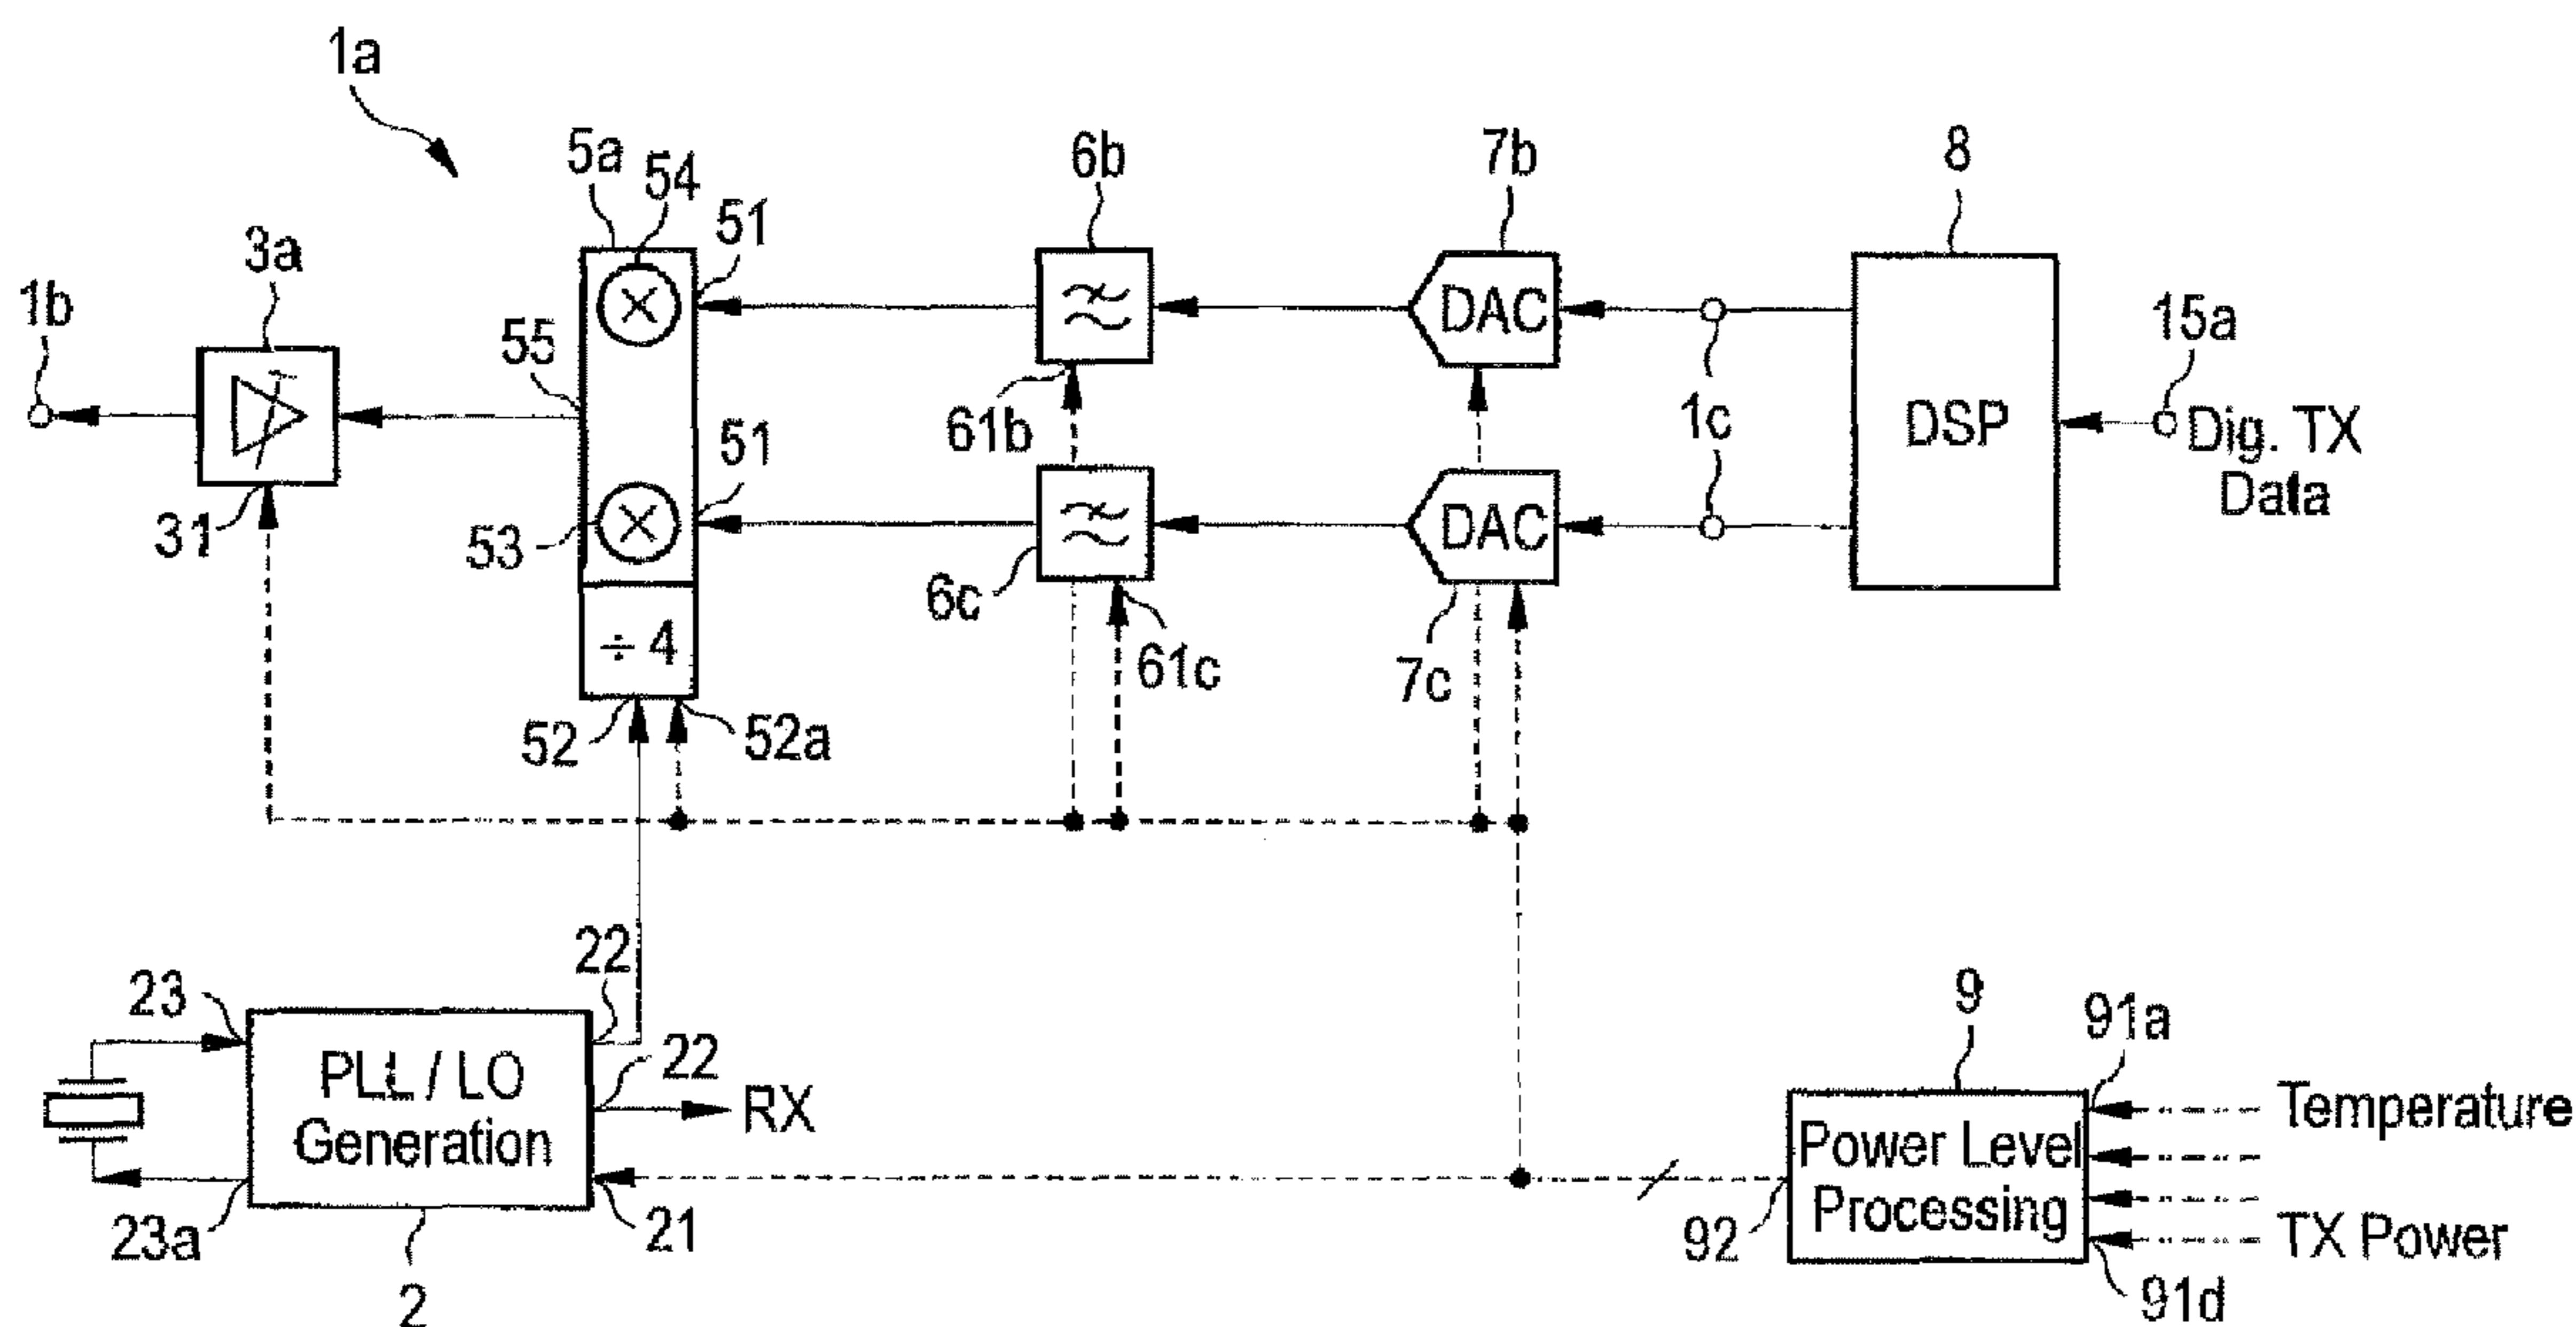 1a
5a
54
6b
7b
8
51
3a
1b
55
DAC
15a
DSP
Dig. TX
Data
61b
1c
51
31
53
DAC
6c
÷ 4
61c
7c
52
52a
22
23
22
9
91a
PLL / LO
Generation
RX
Temperature
Power Level
Processing
TX Power
23a
21
92
2
91d